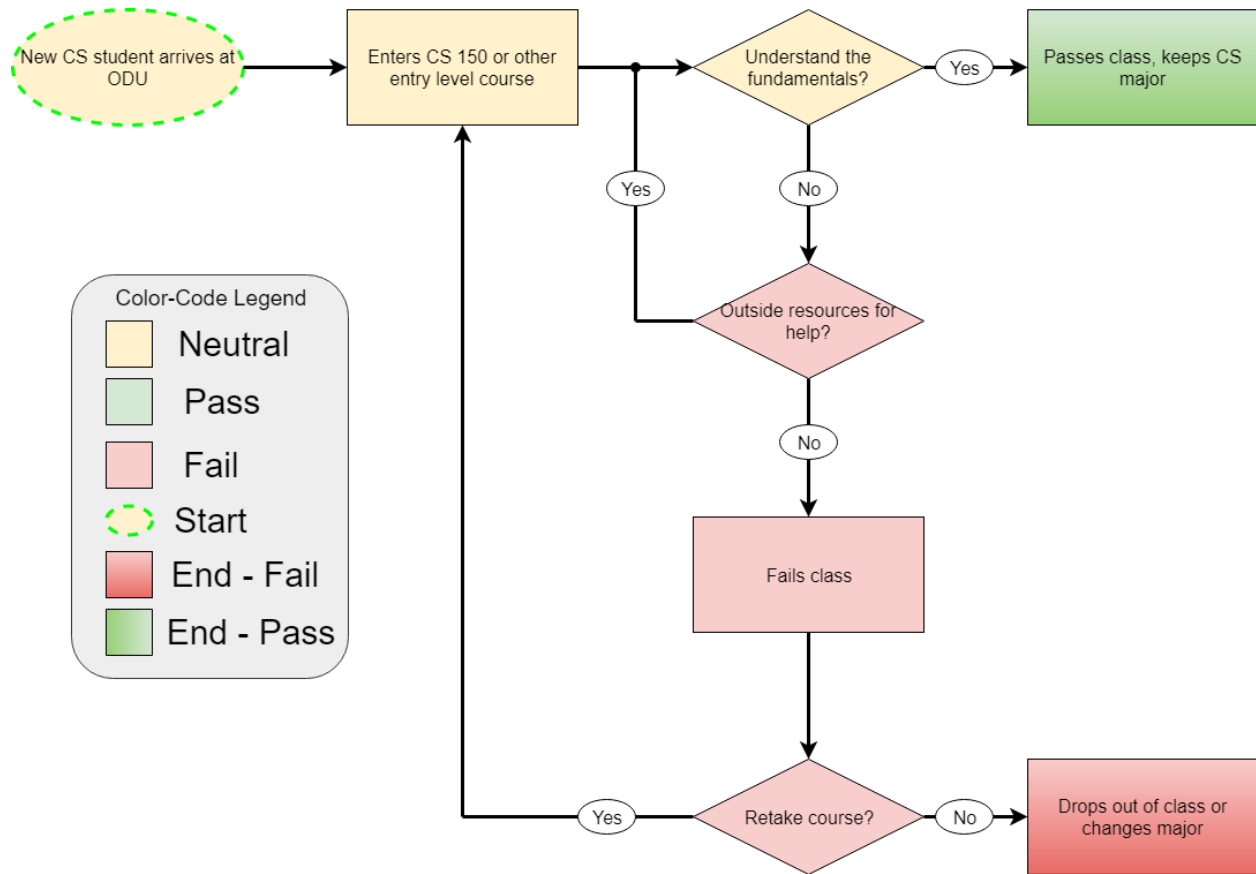 New CS student arrives at
ODU
Enters CS 150 or other
entry level course
Understand the
fundamentals?
Yes
Passes class, keeps CS
major
Yes
No
Outside resources for
help?
No
Fails class
Retake course?
Yes
No
Drops out of class or
changes major
Color-Code Legend
Neutral
Pass
Fail
Start
End - Fail
End - Pass